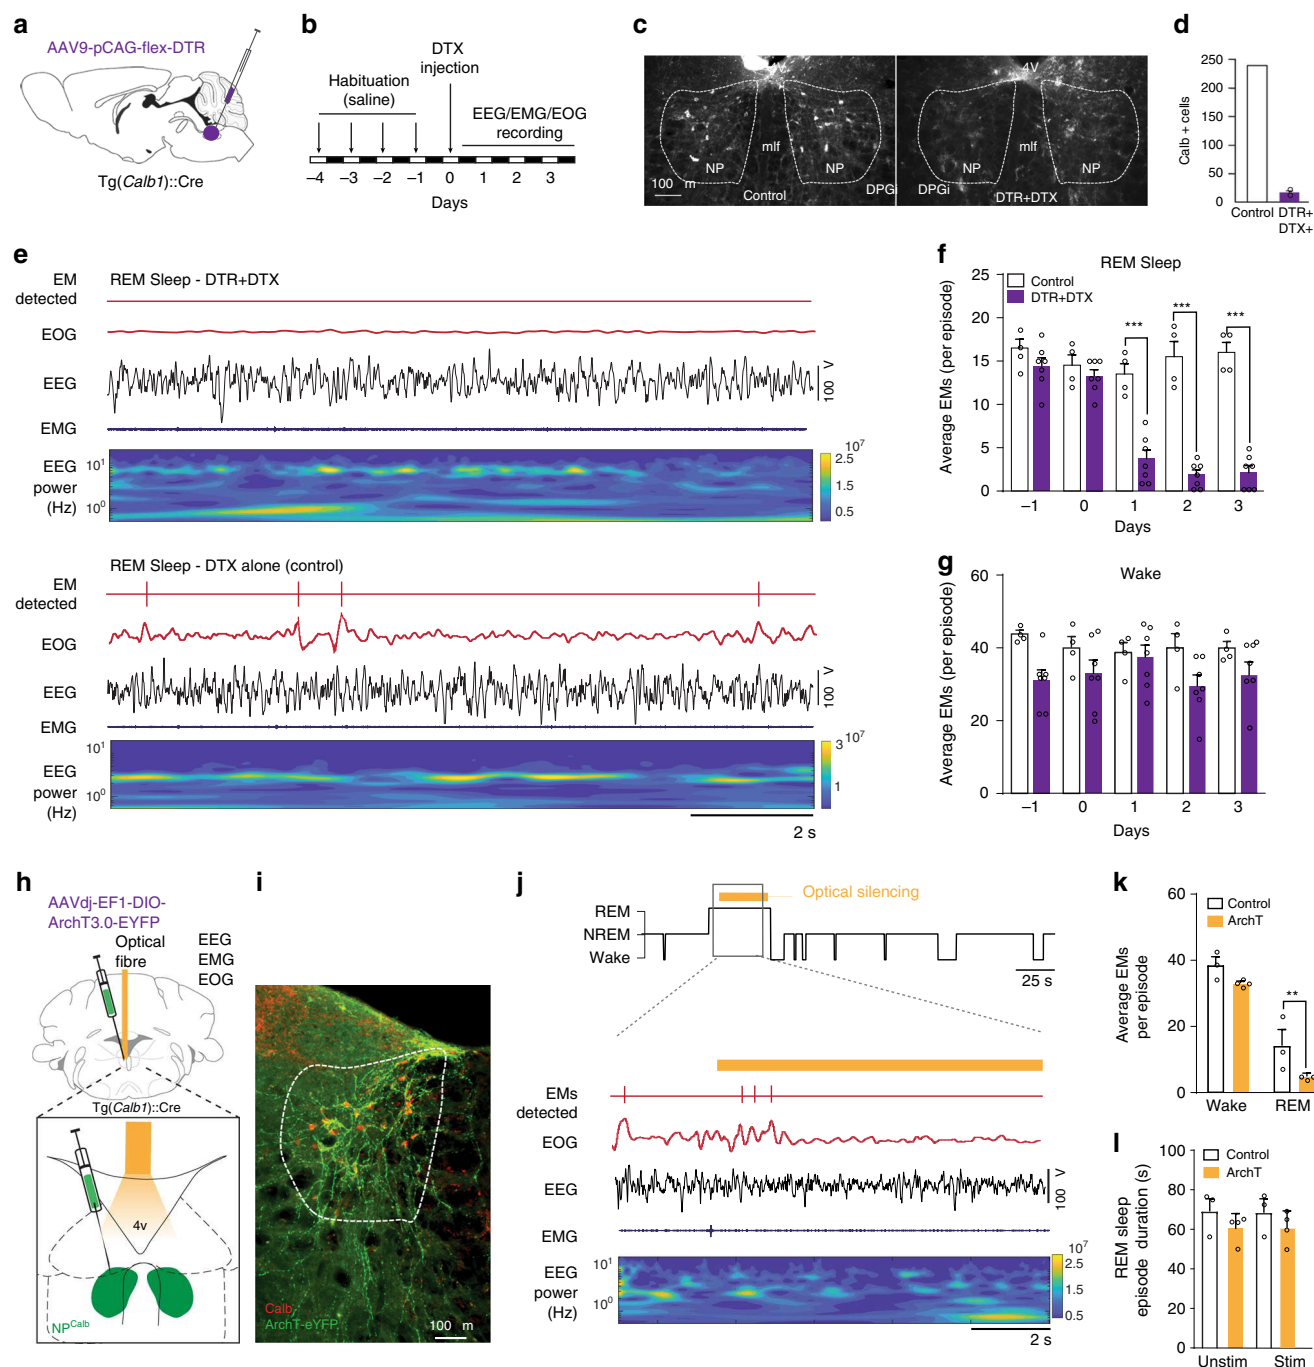 a
AAV9-pCAG-flex-DTR
Tg(Calb1)::Cre
b
DTX
injection
Habituation
(saline)
EEG/EMG/EOG
recording
–4 –3 –2 –1 0 1 2 3
Days
c
4V
mlf
mlf
NP
NP
NP
NP
100 m
Control
DPGi
DPGi
DTR+DTX
d
Calb + cells
250
200
150
100
50
0
Control
DTR+
DTX+
e
EM
detected
REM Sleep - DTR+DTX
EOG
EEG
100 V
EMG
EEG
power
(Hz)
10¹
10⁰
10⁷
2.5
1.5
0.5
REM Sleep - DTX alone (control)
EM
detected
EOG
EEG
100 V
EMG
EEG
power
(Hz)
10¹
10⁰
10⁷
3
1
2 s
f
REM Sleep
Control
DTR+DTX
Average EMs (per episode)
25
20
15
10
5
0
***
***
***
–1 0 1 2 3
Days
g
Wake
Average EMs (per episode)
60
40
20
0
–1 0 1 2 3
Days
h
AAVdj-EF1-DIO-
ArchT3.0-EYFP
Optical
fibre
EEG
EMG
EOG
Tg(Calb1)::Cre
4v
NPCalb
i
Calb
ArchT-eYFP
100 m
j
Optical silencing
REM
NREM
Wake
25 s
EMs
detected
EOG
EEG
100 V
EMG
EEG
power
(Hz)
10¹
10⁰
10⁷
2.5
1.5
0.5
2 s
k
Control
ArchT
Average EMs
per episode
60
40
20
0
**
Wake REM
l
Control
ArchT
REM sleep
episode duration (s)
100
80
60
40
20
0
Unstim Stim